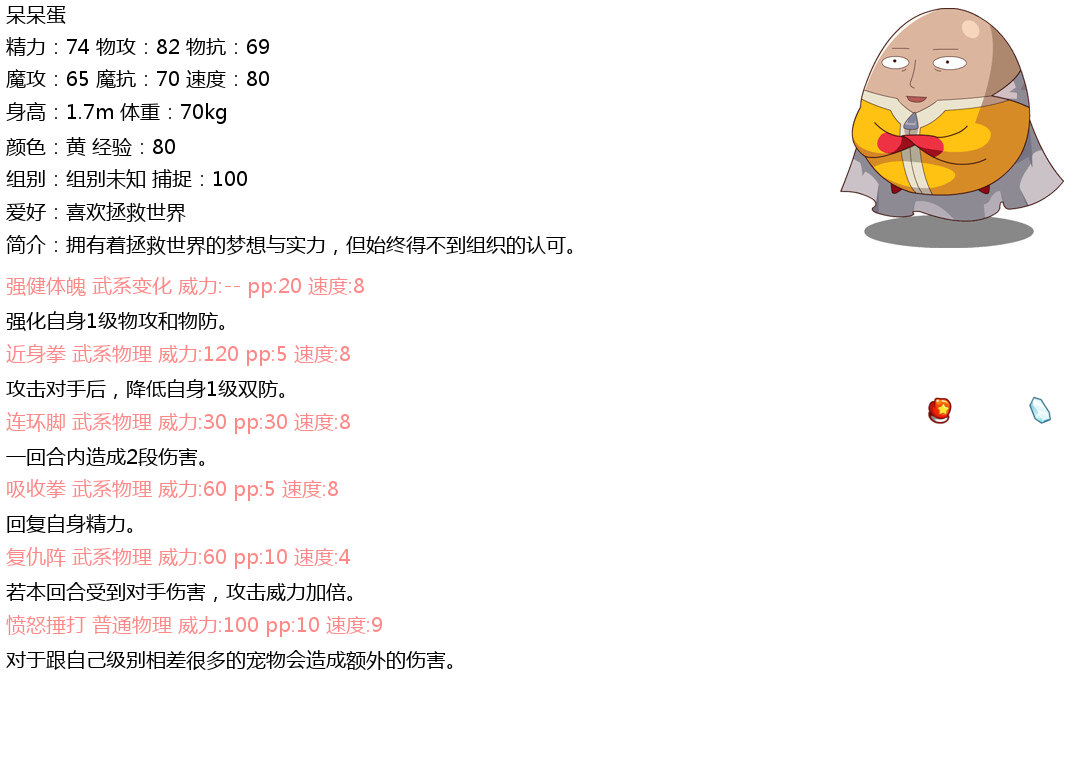 呆呆蛋
精力：74 物攻：82 物抗：69
魔攻：65 魔抗：70 速度：80
身高：1.7m 体重：70kg
颜色：黄 经验：80
组别：组别未知 捕捉：100
爱好：喜欢拯救世界
简介：拥有着拯救世界的梦想与实力，但始终得不到组织的认可。
强健体魄 武系变化 威力:-- pp:20 速度:8
强化自身1级物攻和物防。
近身拳 武系物理 威力:120 pp:5 速度:8
攻击对手后，降低自身1级双防。
连环脚 武系物理 威力:30 pp:30 速度:8
一回合内造成2段伤害。
吸收拳 武系物理 威力:60 pp:5 速度:8
回复自身精力。
复仇阵 武系物理 威力:60 pp:10 速度:4
若本回合受到对手伤害，攻击威力加倍。
愤怒捶打 普通物理 威力:100 pp:10 速度:9
对于跟自己级别相差很多的宠物会造成额外的伤害。